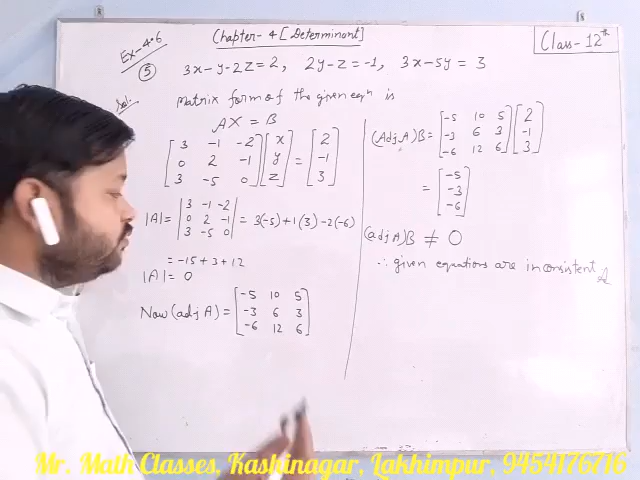 Ex-4.6
Chapter-4 [Determinant]
Class-12th
⑤ 3x-y-2z=2, 2y-z=-1, 3x-5y=3
Sol. Matrix form of the given eqn is
AX = B
[3 -1 -2] [x] = [2]
[0 2 -1] [y] [-1]
[3 -5 0] [z] [3]
|A| = |3 -1 -2| = 3(-5)+1(3)-2(-6)
|0 2 -1|
|3 -5 0|
= -15+3+12
|A| = 0
Now (adj A) = [-5 10 5]
[-3 6 3]
[-6 12 6]
(Adj A)B = [-5 10 5] [2]
[-3 6 3] [-1]
[-6 12 6] [3]
= [-5]
[-3]
[-6]
(adj A)B ≠ 0
∴ given equations are inconsistent
Mr. Math Classes, Kashinagar, Lakhimpur, 9454176716